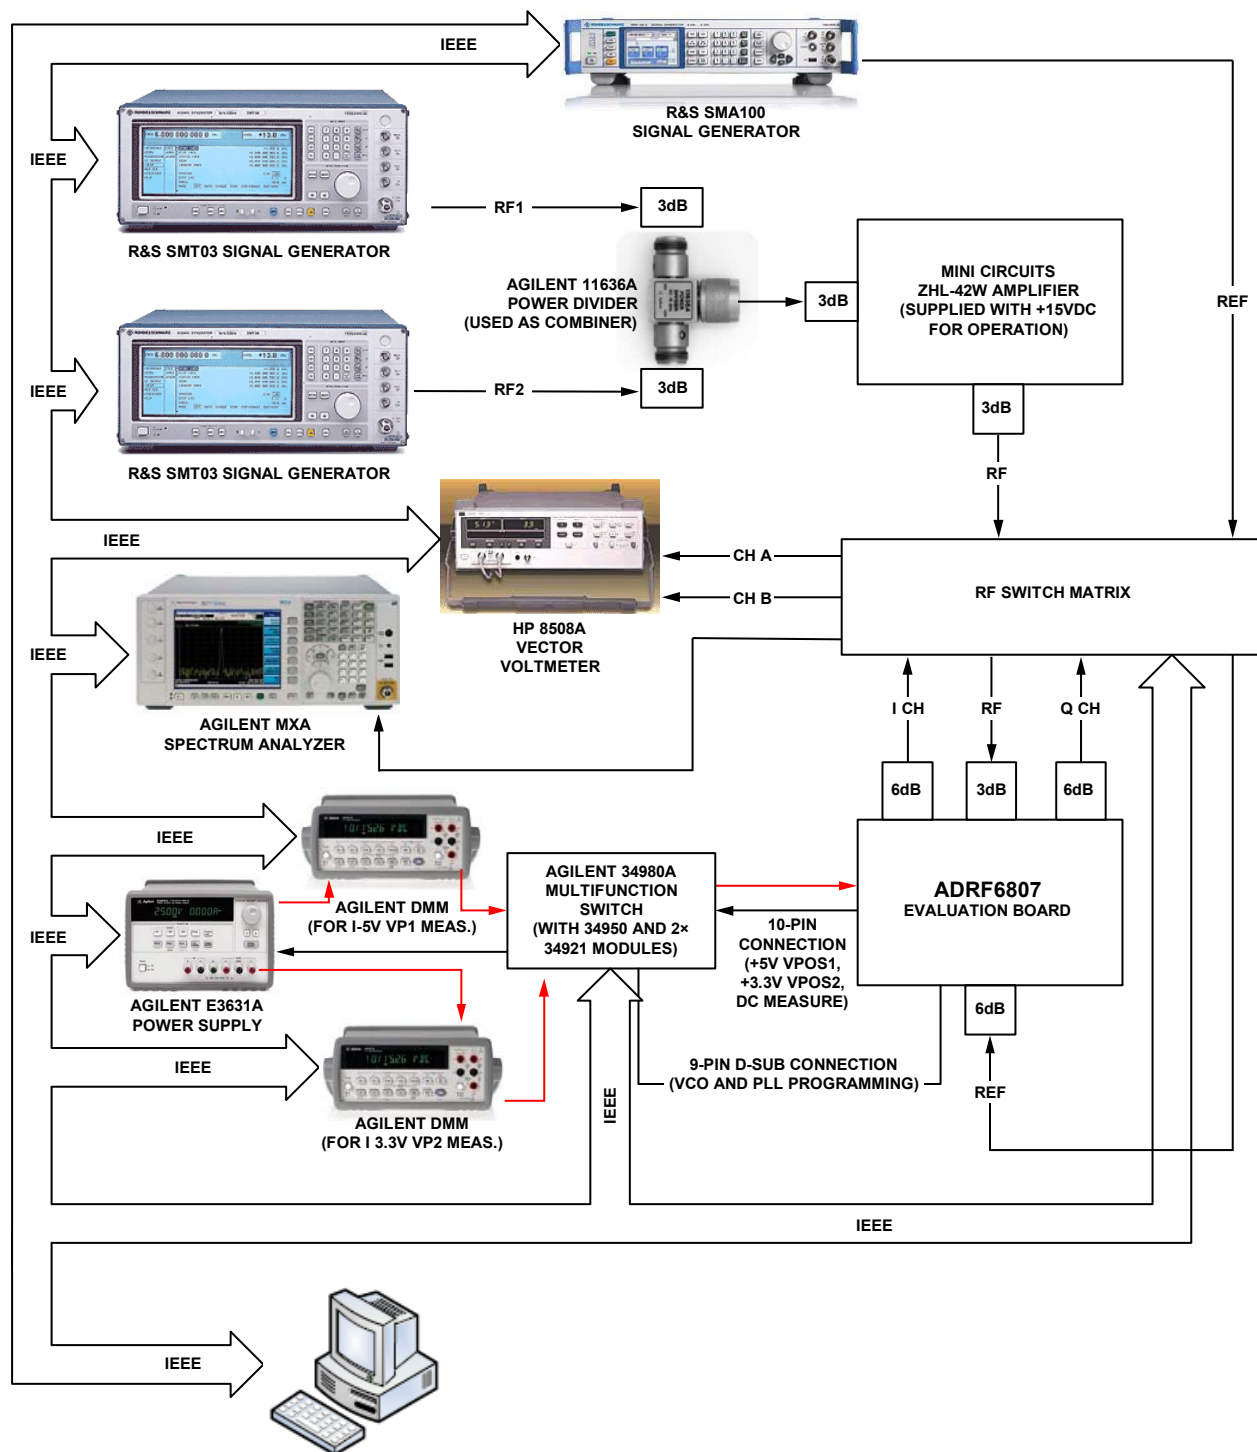 IEEE
R&S SMA100
SIGNAL GENERATOR
IEEE
R&S SMT03 SIGNAL GENERATOR
RF1
3dB
AGILENT 11636A
POWER DIVIDER
(USED AS COMBINER)
3dB
MINI CIRCUITS
ZHL-42W AMPLIFIER
(SUPPLIED WITH +15VDC
FOR OPERATION)
REF
IEEE
RF2
3dB
3dB
R&S SMT03 SIGNAL GENERATOR
RF
IEEE
CH A
CH B
HP 8508A
VECTOR
VOLTMETER
RF SWITCH MATRIX
IEEE
AGILENT MXA
SPECTRUM ANALYZER
I CH
RF
Q CH
6dB
3dB
6dB
IEEE
AGILENT DMM
(FOR I-5V VP1 MEAS.)
AGILENT 34980A
MULTIFUNCTION
SWITCH
(WITH 34950 AND 2×
34921 MODULES)
ADRF6807
EVALUATION BOARD
10-PIN
CONNECTION
(+5V VPOS1,
+3.3V VPOS2,
DC MEASURE)
IEEE
AGILENT E3631A
POWER SUPPLY
6dB
IEEE
AGILENT DMM
(FOR I 3.3V VP2 MEAS.)
9-PIN D-SUB CONNECTION
(VCO AND PLL PROGRAMMING)
REF
IEEE
IEEE
IEEE